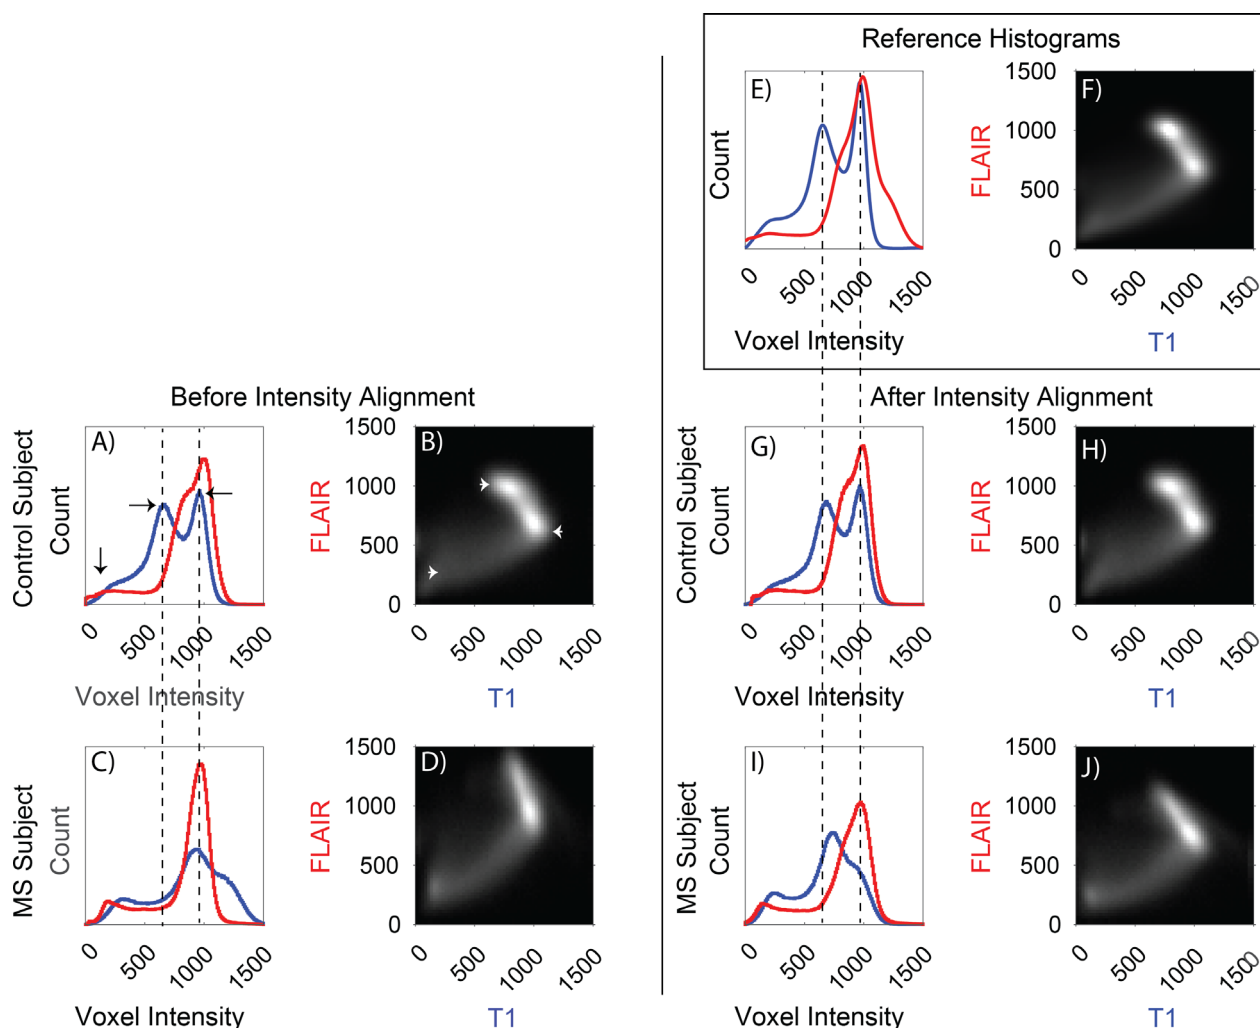 Reference Histograms
E)
Count
0
500
1000
1500
Voxel Intensity
F)
FLAIR
1500
1000
500
0
0
500
1000
1500
T1
Before Intensity Alignment
After Intensity Alignment
Control Subject
Count
A)
0
500
1000
1500
Voxel Intensity
B)
FLAIR
1500
1000
500
0
0
500
1000
1500
T1
Control Subject
Count
G)
0
500
1000
1500
Voxel Intensity
H)
FLAIR
1500
1000
500
0
0
500
1000
1500
T1
MS Subject
Count
C)
0
500
1000
1500
Voxel Intensity
D)
FLAIR
1500
1000
500
0
0
500
1000
1500
T1
MS Subject
Count
I)
0
500
1000
1500
Voxel Intensity
J)
FLAIR
1500
1000
500
0
0
500
1000
1500
T1